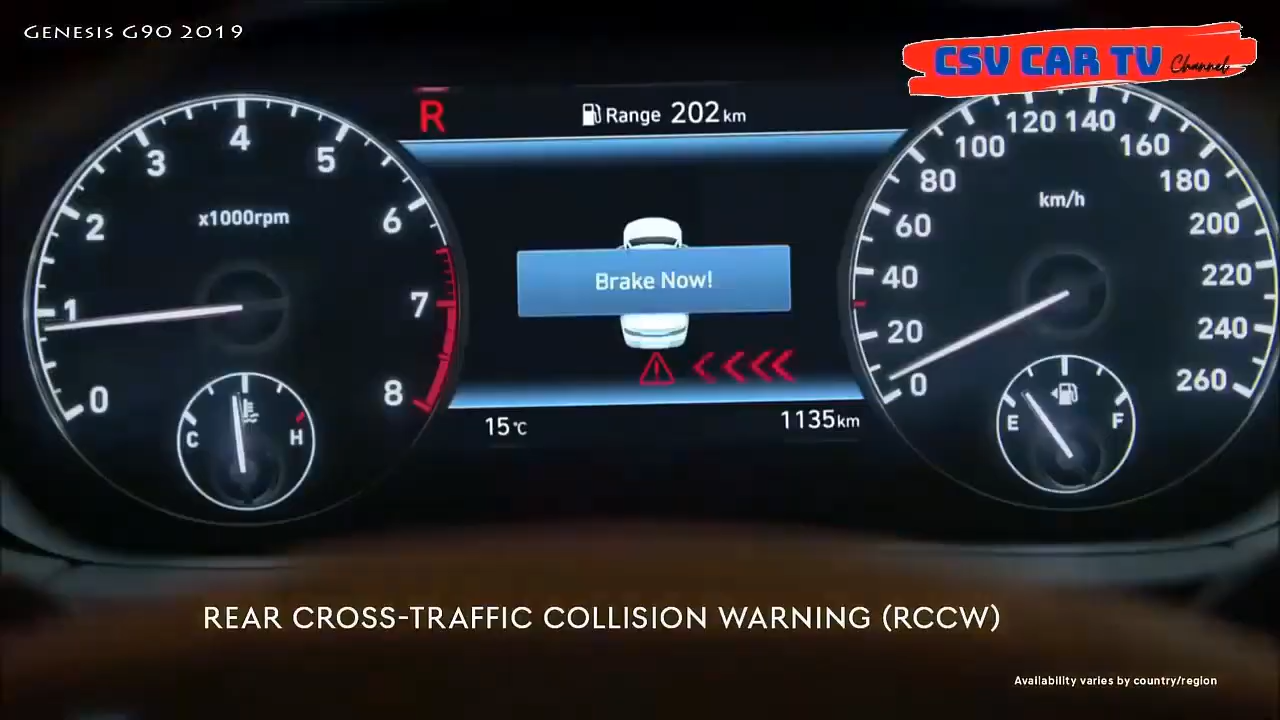 GENESIS G90 2019
CSV CAR TV Channel
R
Range 202 km
x1000rpm
0
1
2
3
4
5
6
7
8
C
H
Brake Now!
15°C
1135km
km/h
0
20
40
60
80
100
120
140
160
180
200
220
240
260
E
F
REAR CROSS-TRAFFIC COLLISION WARNING (RCCW)
Availability varies by country/region